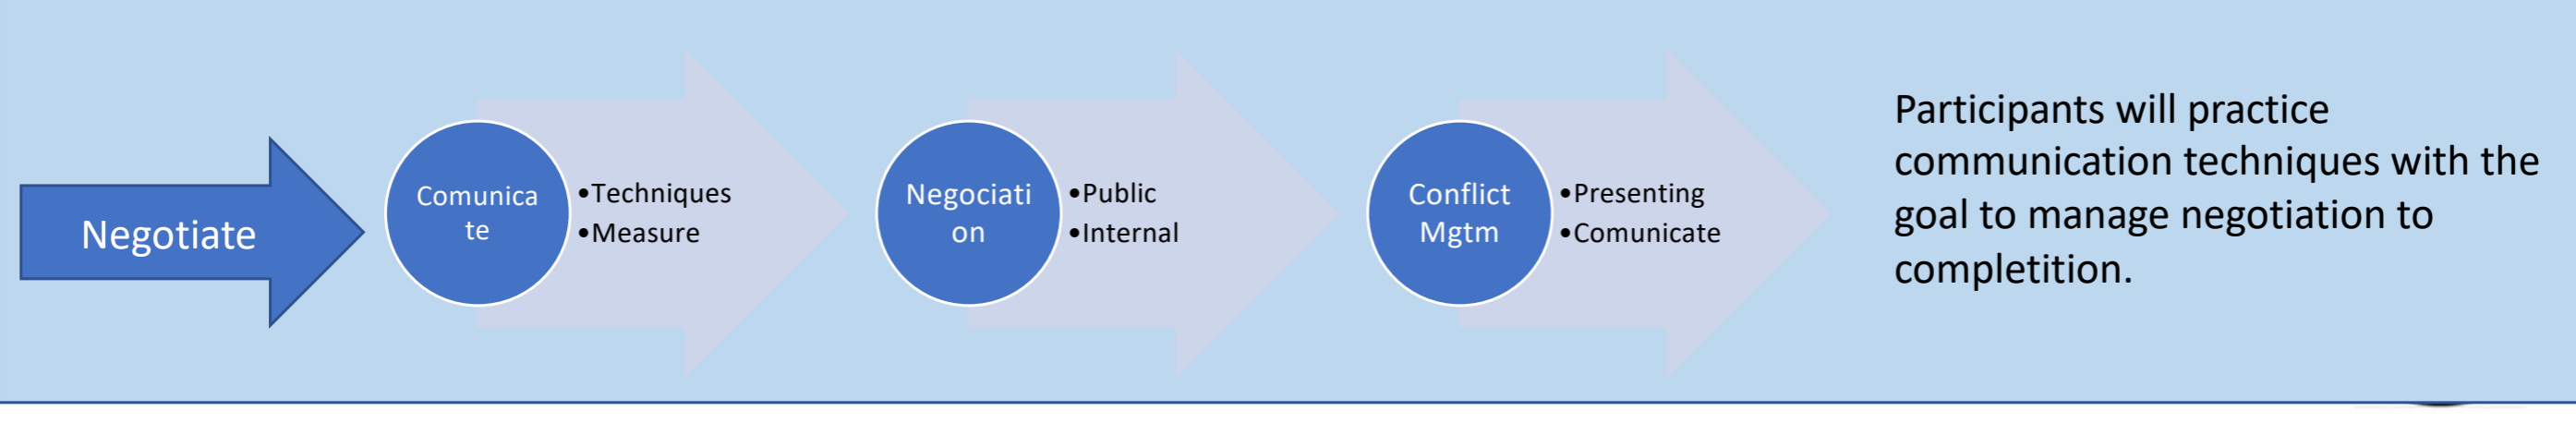 Negotiate
Comunica
te
•Techniques
•Measure
Negociati
on
•Public
•Internal
Conflict
Mgtm
•Presenting
•Comunicate
Participants will practice
communication techniques with the
goal to manage negotiation to
completition.